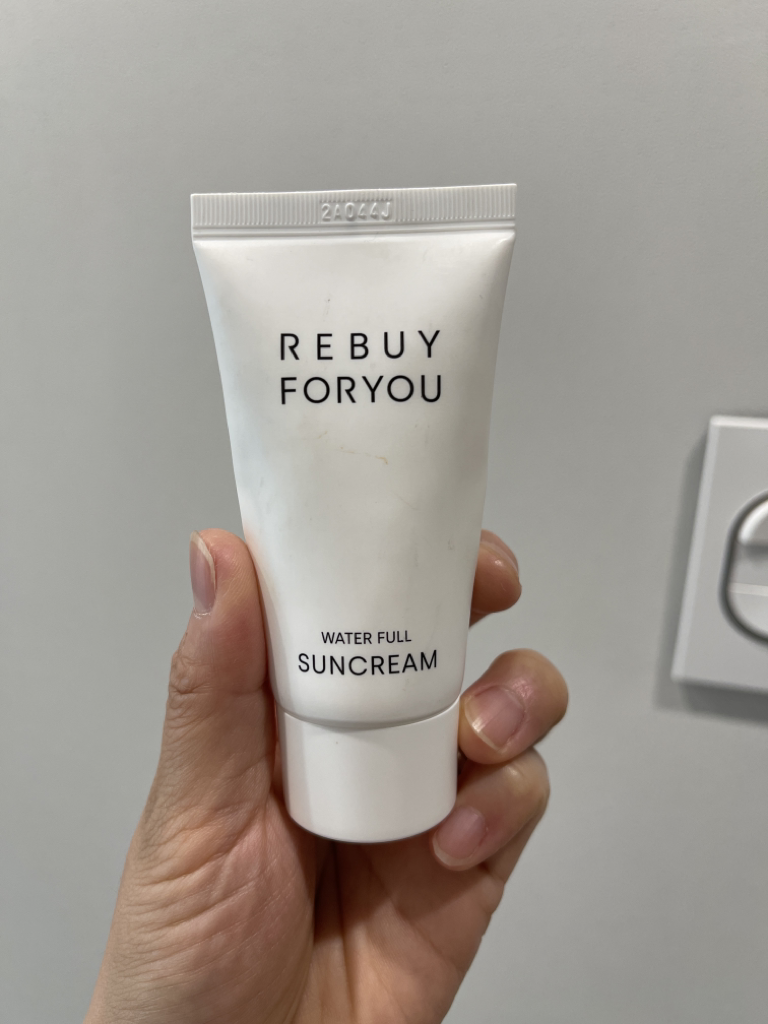 2A044J
REBUY
FORYOU
WATER FULL
SUNCREAM